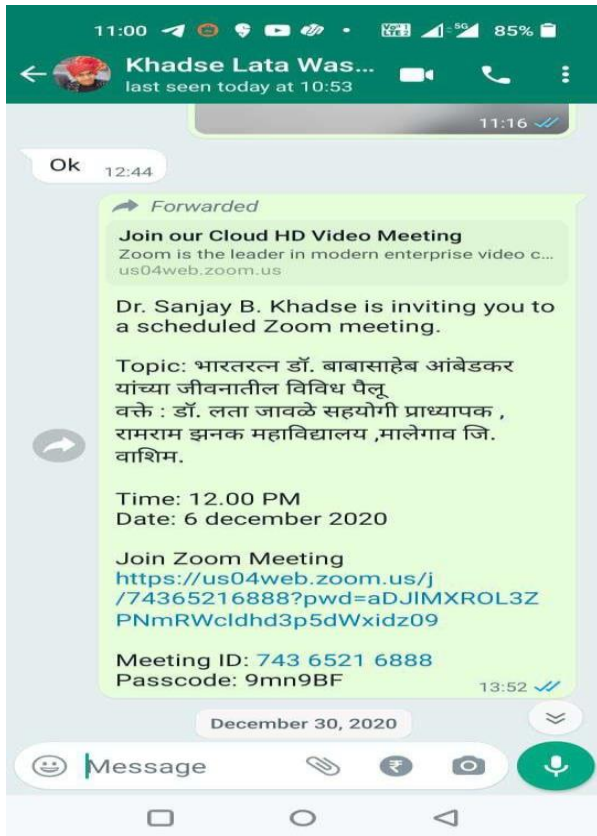 11:00 VoLTE2 5G 85%
Khadse Lata Was...
last seen today at 10:53
11:16
Ok 12:44
Forwarded
Join our Cloud HD Video Meeting
Zoom is the leader in modern enterprise video c...
us04web.zoom.us
Dr. Sanjay B. Khadse is inviting you to
a scheduled Zoom meeting.
Topic: भारतरत्न डॉ. बाबासाहेब आंबेडकर
यांच्या जीवनातील विविध पैलू
वक्ते : डॉ. लता जावळे सहयोगी प्राध्यापक ,
रामराम झनक महाविद्यालय ,मालेगाव जि.
वाशिम.
Time: 12.00 PM
Date: 6 december 2020
Join Zoom Meeting
https://us04web.zoom.us/j
/74365216888?pwd=aDJIMXROL3Z
PNmRWcldhd3p5dWxidz09
Meeting ID: 743 6521 6888
Passcode: 9mn9BF
13:52
December 30, 2020
Message